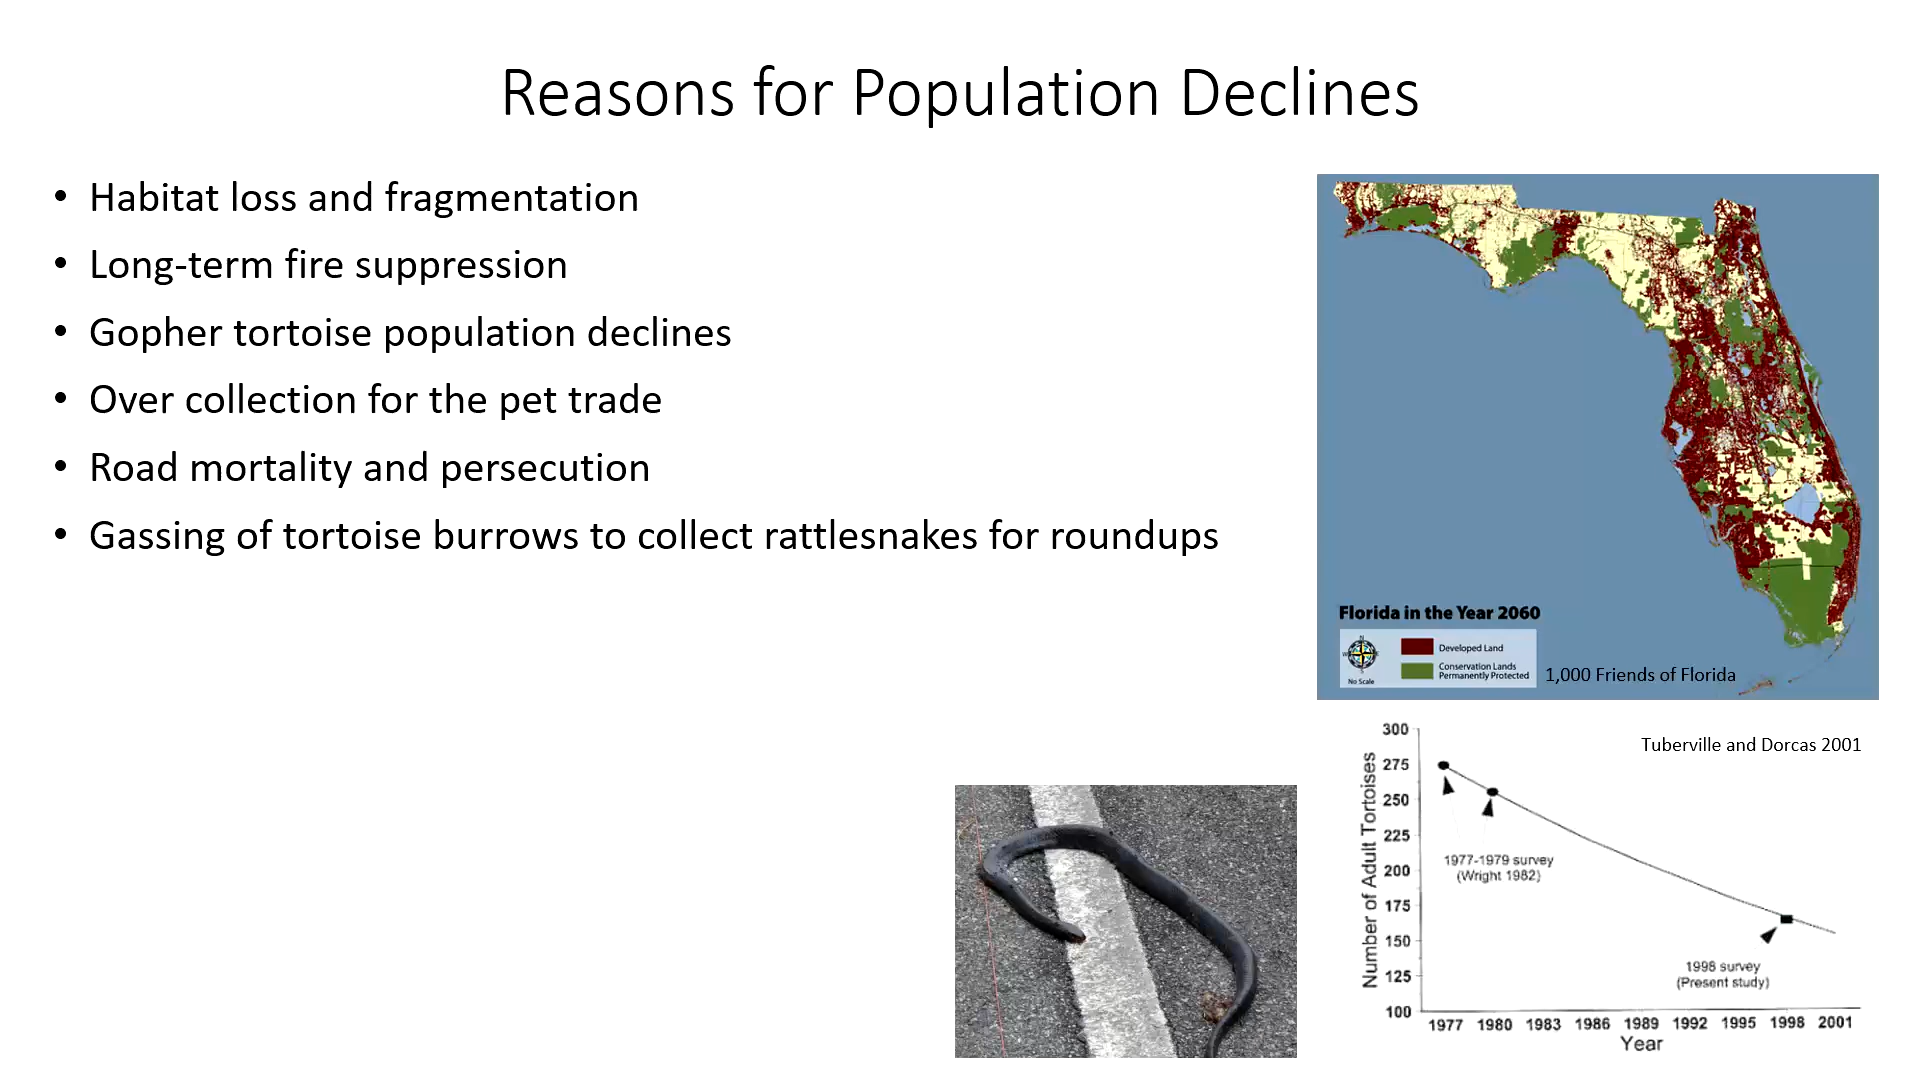 Reasons for Population Declines
• Habitat loss and fragmentation
• Long-term fire suppression
• Gopher tortoise population declines
• Over collection for the pet trade
• Road mortality and persecution
• Gassing of tortoise burrows to collect rattlesnakes for roundups
Florida in the Year 2060
N
W
No Scale
Developed Land
Conservation Lands
Permanently Protected
1,000 Friends of Florida
Tuberville and Dorcas 2001
Number of Adult Tortoises
300
275
250
225
200
175
150
125
100
1977-1979 survey
(Wright 1982)
1998 survey
(Present study)
1977 1980 1983 1986 1989 1992 1995 1998 2001
Year